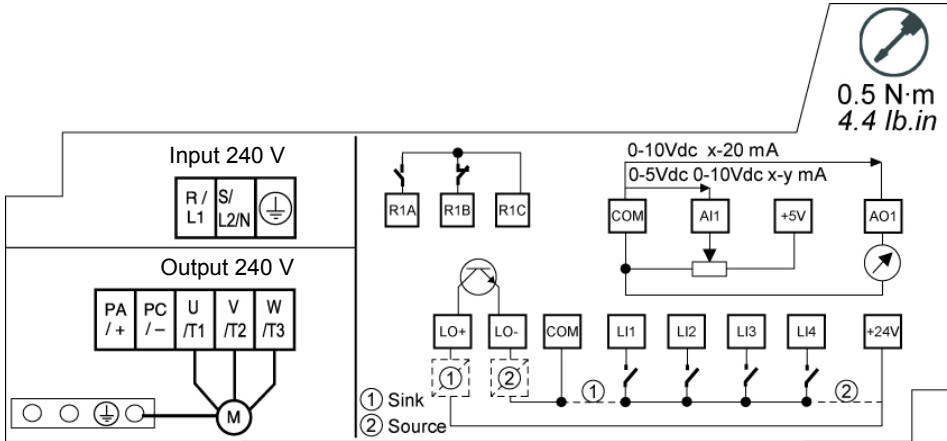 0.5 N·m
4.4 lb.in
Input 240 V
R / L1
S/ L2/N
Output 240 V
PA / +
PC / –
U /T1
V /T2
W /T3
M
R1A
R1B
R1C
0-10Vdc x-20 mA
0-5Vdc 0-10Vdc x-y mA
COM
AI1
+5V
AO1
LO+
LO-
COM
LI1
LI2
LI3
LI4
+24V
①
②
①
②
① Sink
② Source